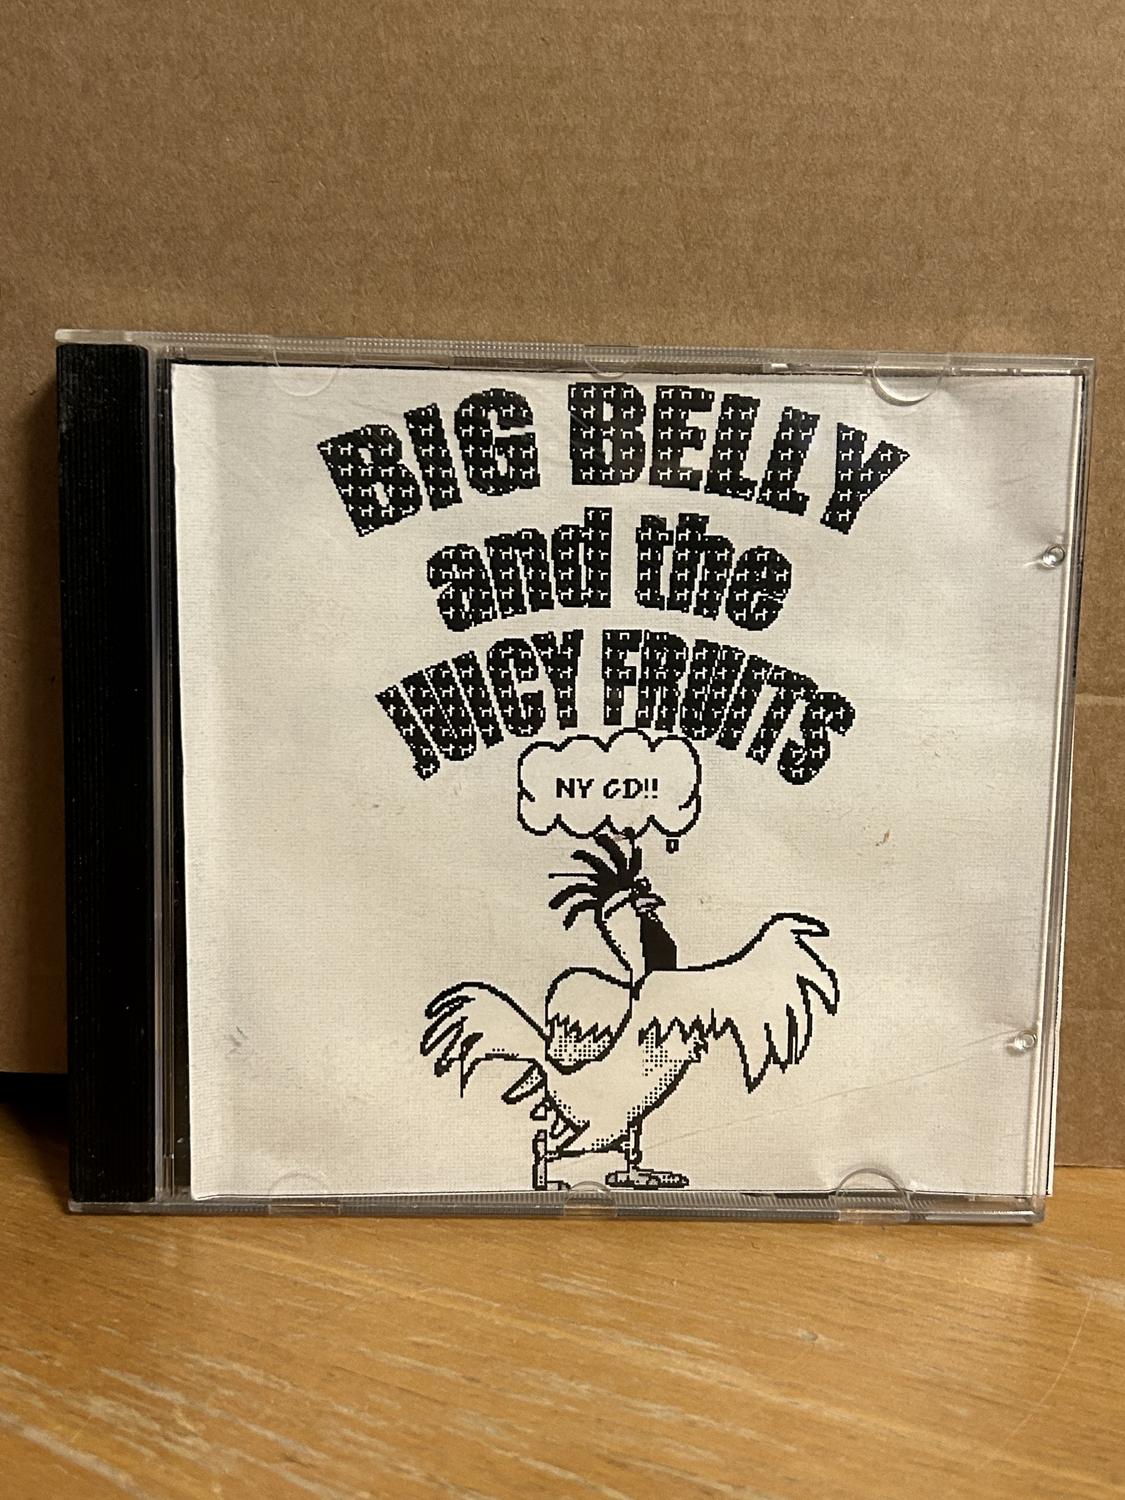 BIG BELLY
and the
JUICY FRUITS
NY CD!!